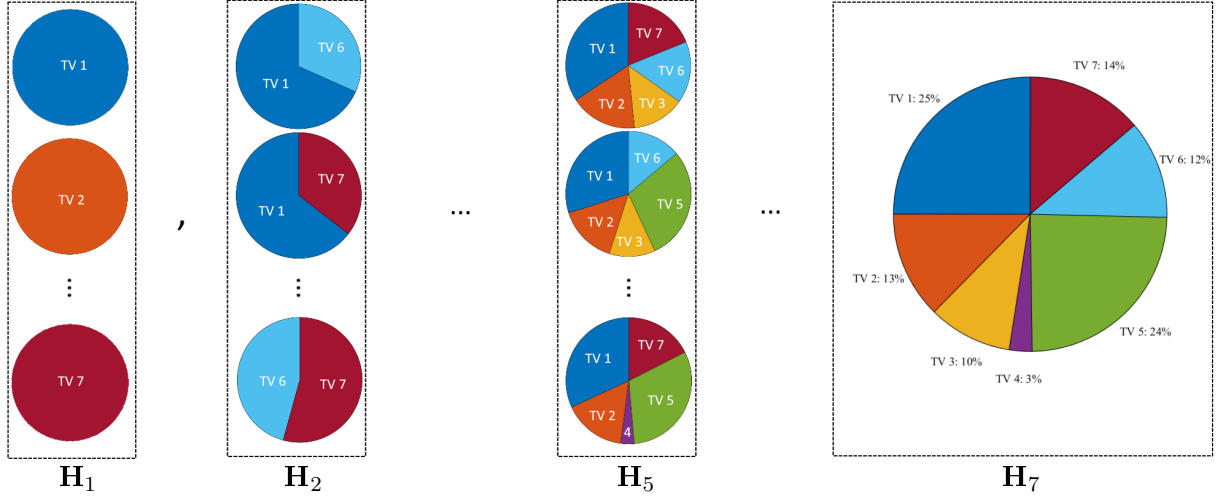 TV 1
TV 2
⋮
TV 7
H₁
,
TV 6
TV 1
TV 7
TV 1
⋮
TV 6
TV 7
H₂
...
TV 7
TV 1
TV 6
TV 2
TV 3
TV 6
TV 1
TV 5
TV 2
TV 3
⋮
TV 7
TV 1
TV 5
TV 2
4
H₅
...
TV 7: 14%
TV 1: 25%
TV 6: 12%
TV 2: 13%
TV 5: 24%
TV 3: 10%
TV 4: 3%
H₇